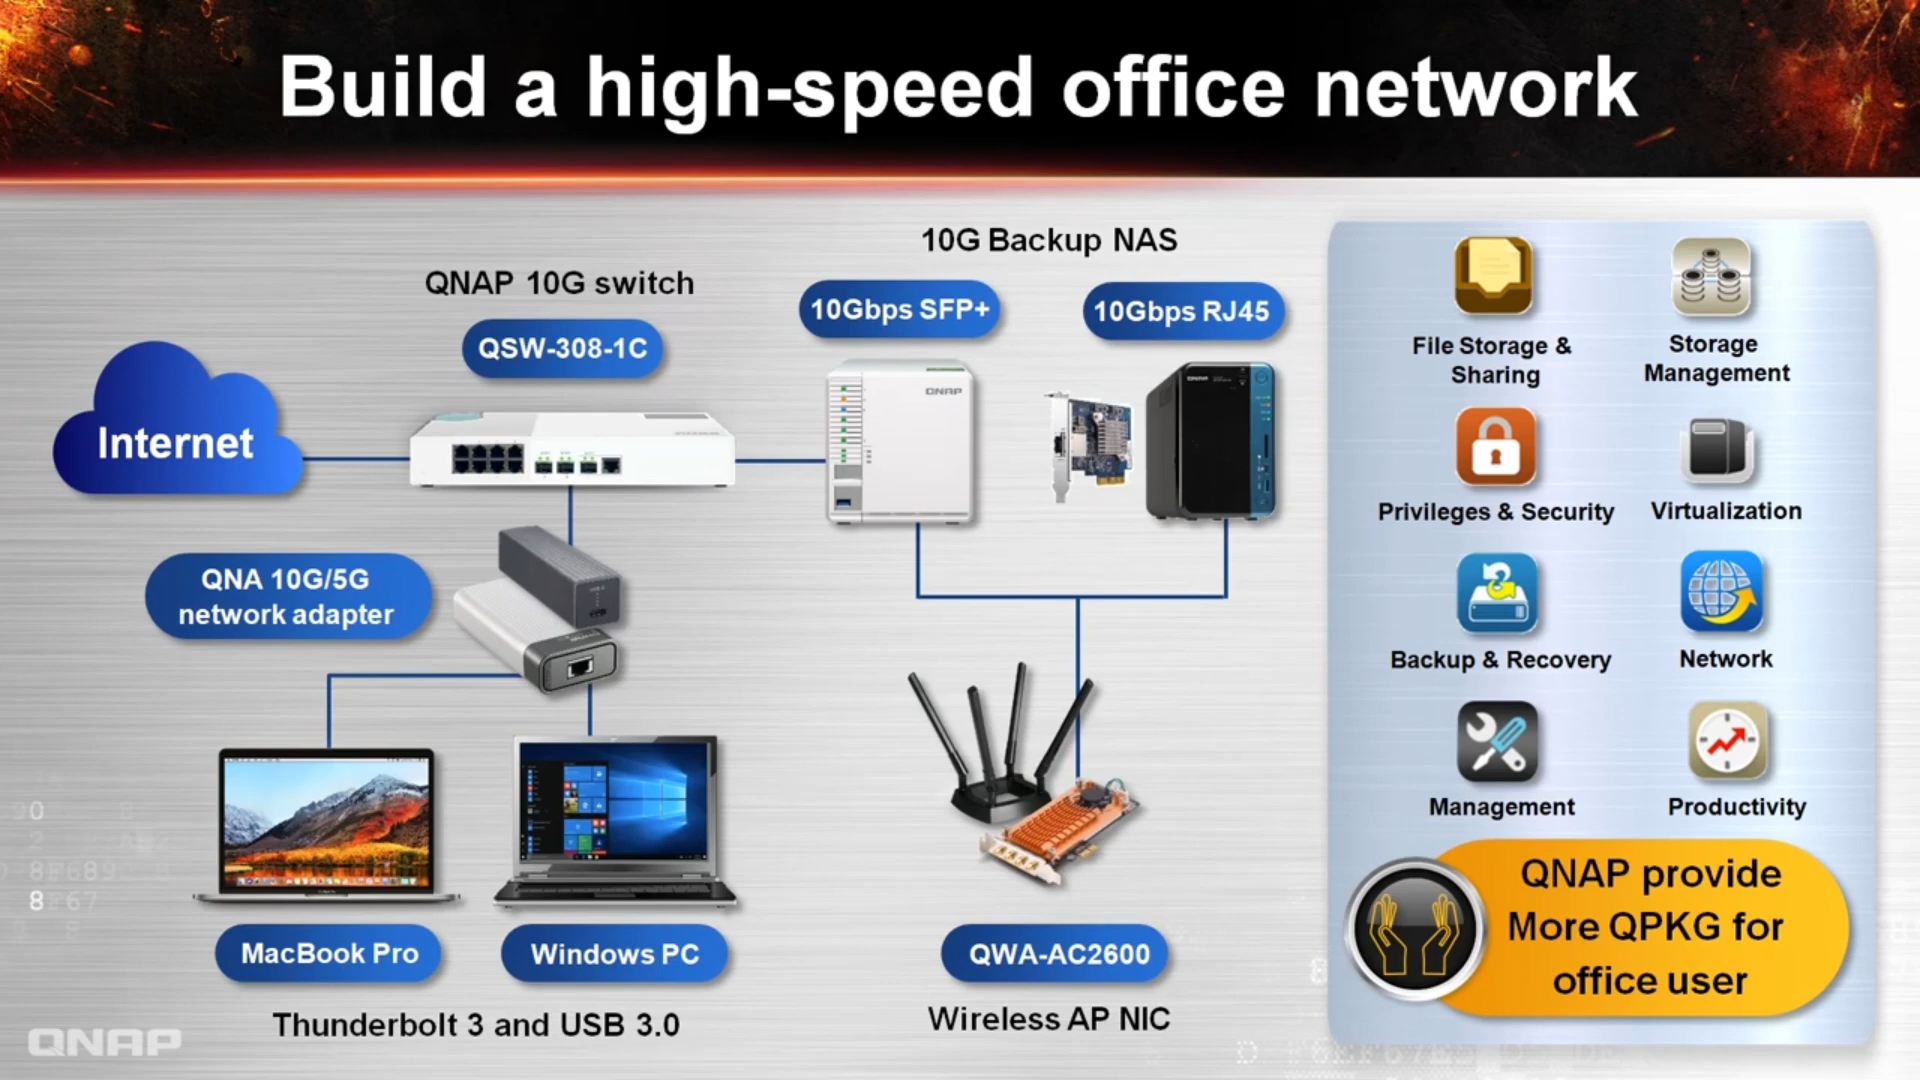 Build a high-speed office network
10G Backup NAS
QNAP 10G switch
10Gbps SFP+
10Gbps RJ45
QSW-308-1C
QNAP
QNAP
Internet
QNA 10G/5G
network adapter
MacBook Pro
Windows PC
Thunderbolt 3 and USB 3.0
QWA-AC2600
Wireless AP NIC
File Storage &
Sharing
Storage
Management
Privileges & Security
Virtualization
Backup & Recovery
Network
Management
Productivity
QNAP provide
More QPKG for
office user
QNAP